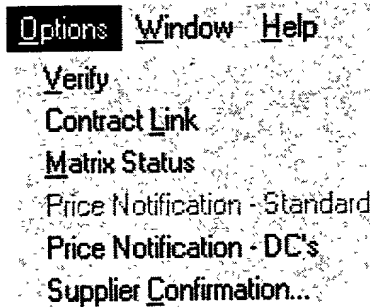 Options Window Help
Verify
Contract Link
Matrix Status
Price Notification - Standard
Price Notification - DC's
Supplier Confirmation...